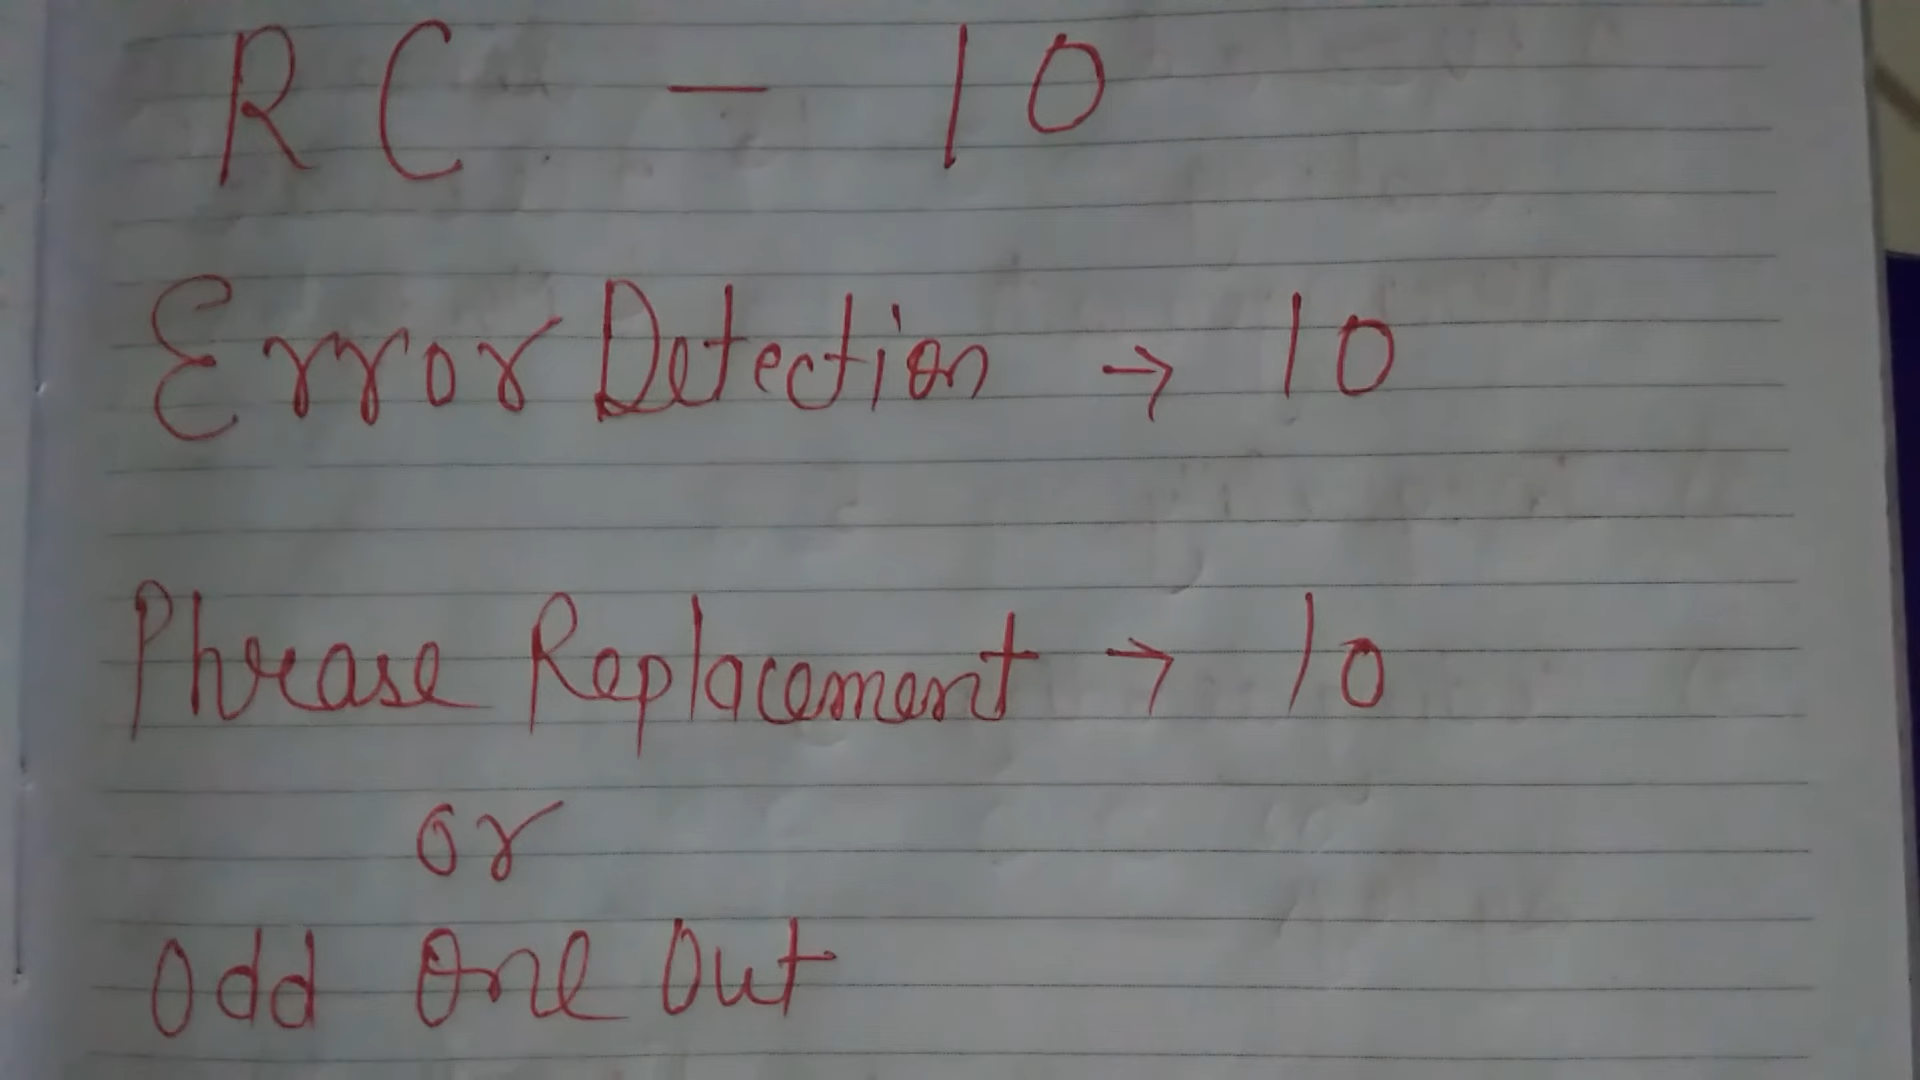 RC - 10
Error Detection → 10
Phrase Replacement → 10
or
Odd One Out